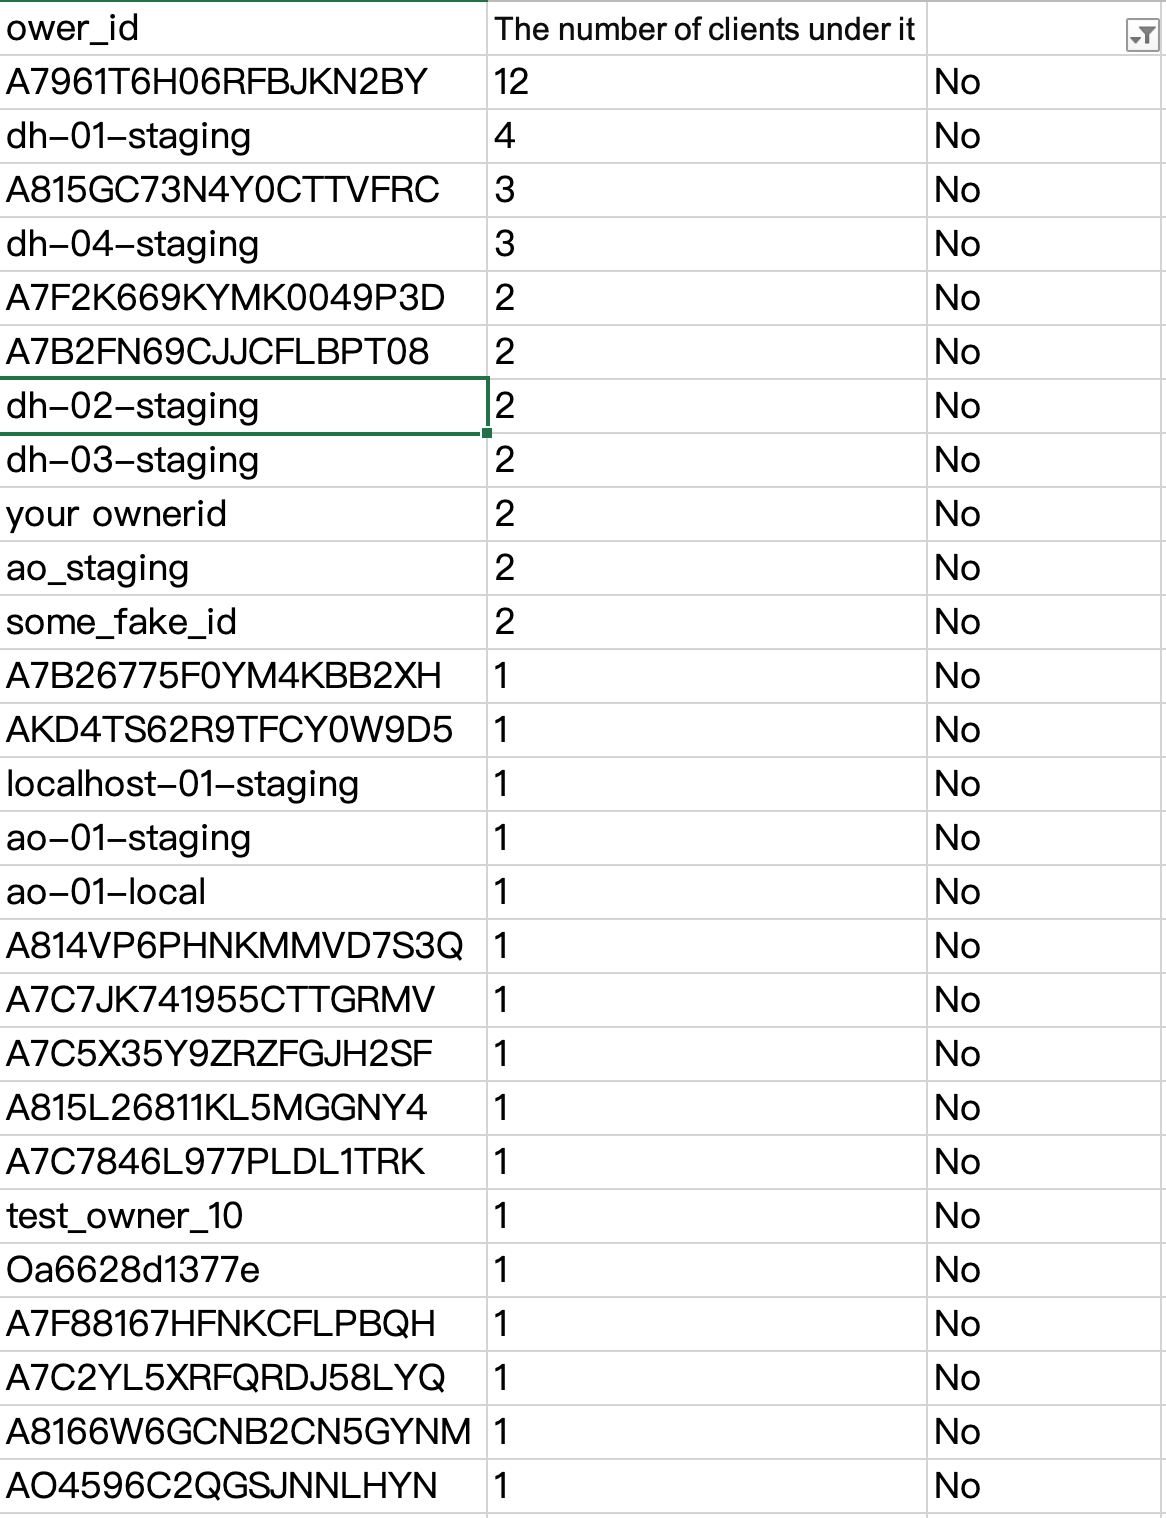 ower_id The number of clients under it
A7961T6H06RFBJKN2BY 12 No
dh-01-staging 4 No
A815GC73N4Y0CTTVFRC 3 No
dh-04-staging 3 No
A7F2K669KYMK0049P3D 2 No
A7B2FN69CJJCFLBPT08 2 No
dh-02-staging 2 No
dh-03-staging 2 No
your ownerid 2 No
ao_staging 2 No
some_fake_id 2 No
A7B26775F0YM4KBB2XH 1 No
AKD4TS62R9TFCY0W9D5 1 No
localhost-01-staging 1 No
ao-01-staging 1 No
ao-01-local 1 No
A814VP6PHNKMMVD7S3Q 1 No
A7C7JK741955CTTGRMV 1 No
A7C5X35Y9ZRZFGJH2SF 1 No
A815L26811KL5MGGNY4 1 No
A7C7846L977PLDL1TRK 1 No
test_owner_10 1 No
Oa6628d1377e 1 No
A7F88167HFNKCFLPBQH 1 No
A7C2YL5XRFQRDJ58LYQ 1 No
A8166W6GCNB2CN5GYNM 1 No
AO4596C2QGSJNNLHYN 1 No